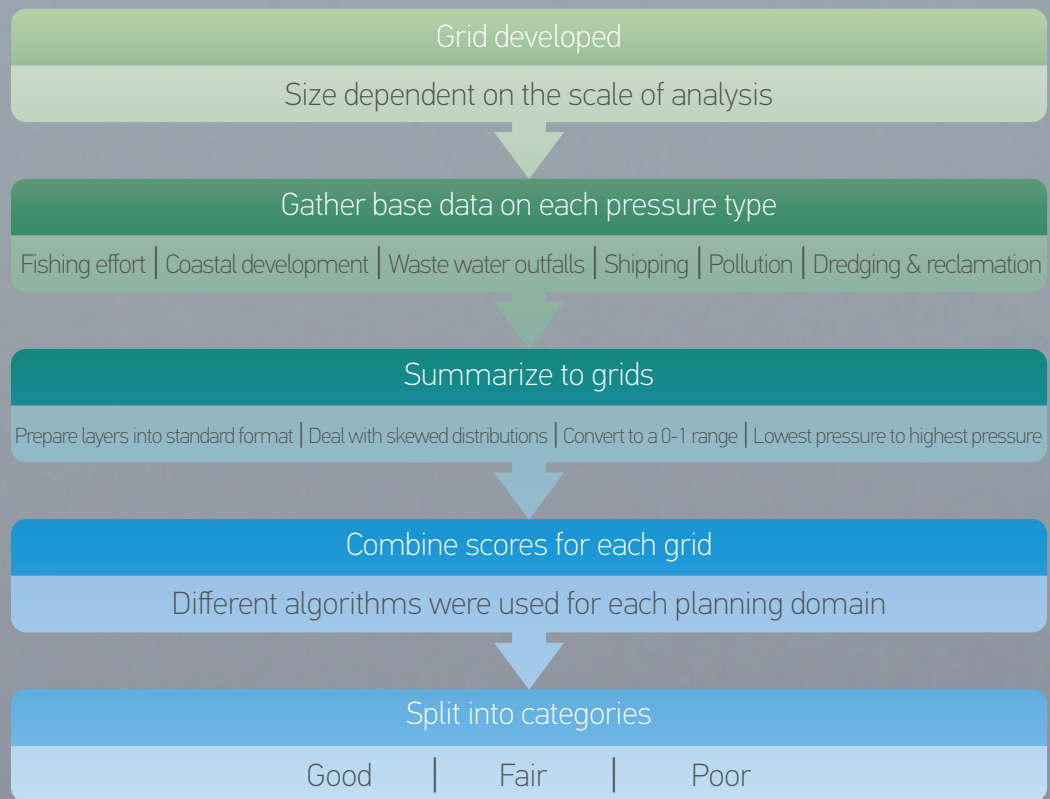 Grid developed
Size dependent on the scale of analysis
Gather base data on each pressure type
Fishing effort | Coastal development | Waste water outfalls | Shipping | Pollution | Dredging & reclamation
Summarize to grids
Prepare layers into standard format | Deal with skewed distributions | Convert to a 0-1 range | Lowest pressure to highest pressure
Combine scores for each grid
Different algorithms were used for each planning domain
Split into categories
Good | Fair | Poor